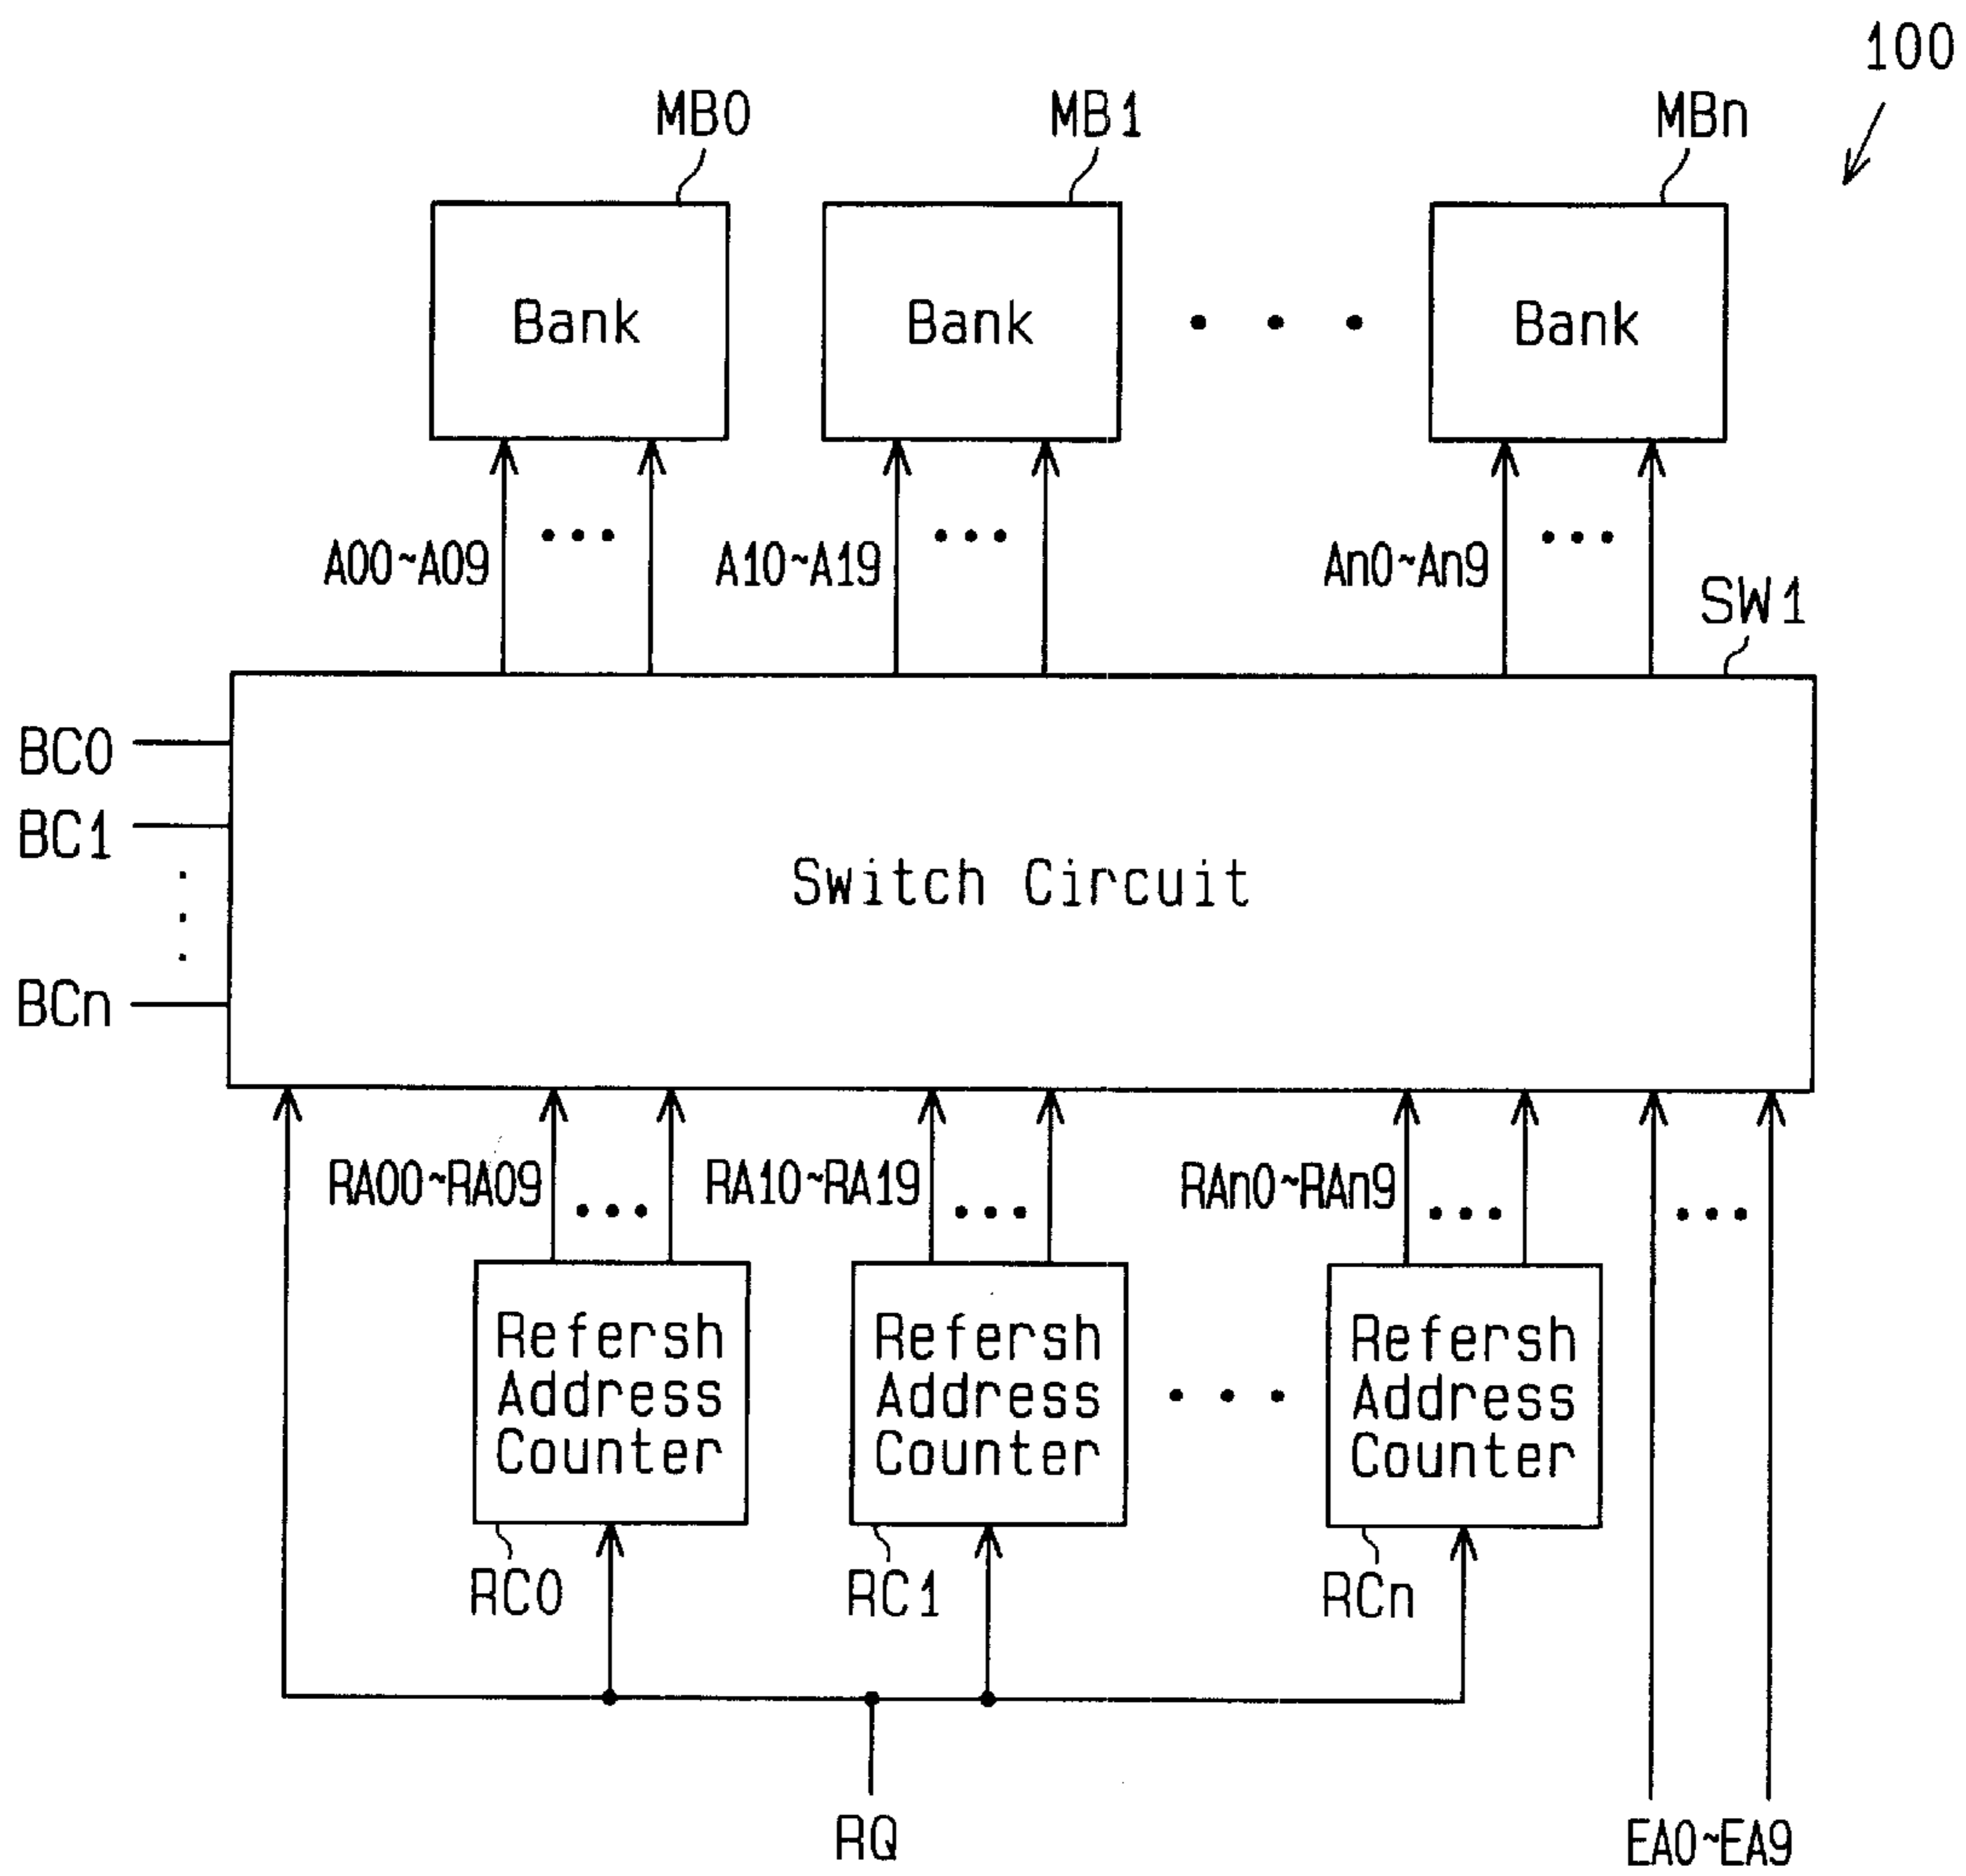 100
MB0
MB1
MBn
Bank
Bank
Bank
A00~A09
A10~A19
An0~An9
SW1
BC0
BC1
BCn
Switch Circuit
RA00~RA09
RA10~RA19
RAn0~RAn9
Refersh
Address
Counter
Refersh
Address
Counter
Refersh
Address
Counter
RC0
RC1
RCn
RQ
EA0~EA9